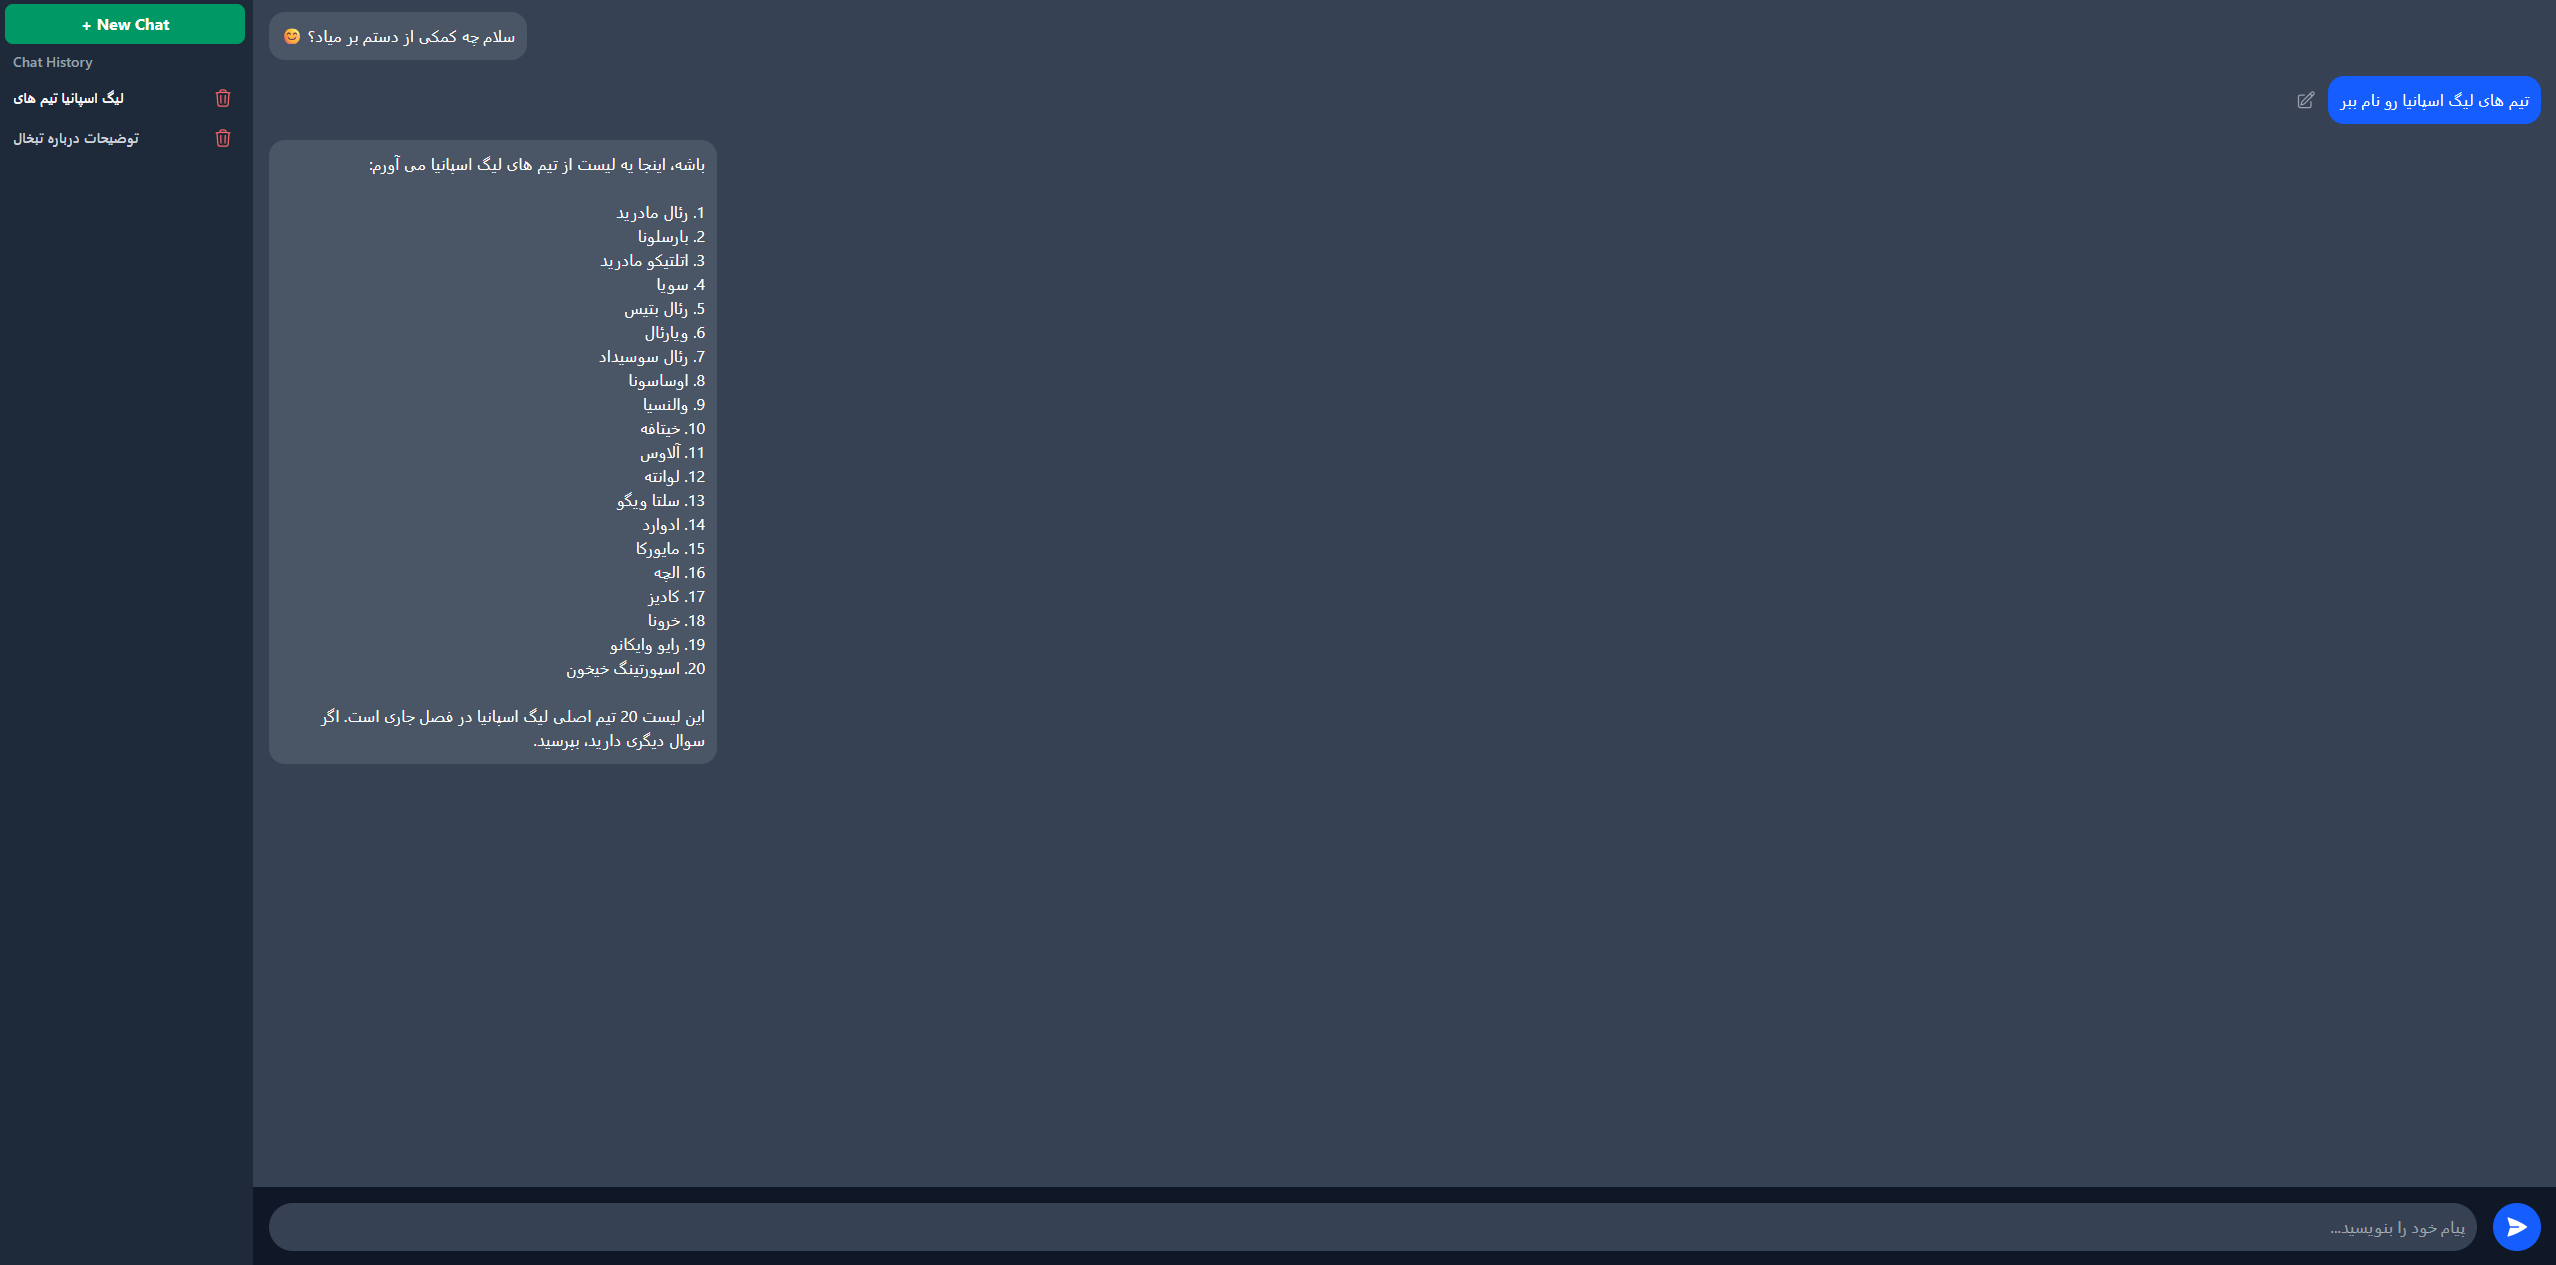 + New Chat
Chat History
لیگ اسپانیا تیم های
توضیحات درباره تبخال
سلام چه کمکی از دستم بر میاد؟ 😊
تیم های لیگ اسپانیا رو نام ببر
باشه، اینجا یه لیست از تیم های لیگ اسپانیا می آورم:
1. رئال مادرید
2. بارسلونا
3. اتلتیکو مادرید
4. سویا
5. رئال بتیس
6. ویارئال
7. رئال سوسیداد
8. اوساسونا
9. والنسیا
10. خیتافه
11. آلاوس
12. لوانته
13. سلتا ویگو
14. ادوارد
15. مایورکا
16. الچه
17. کادیز
18. خرونا
19. رایو وایکانو
20. اسپورتینگ خیخون
این لیست 20 تیم اصلی لیگ اسپانیا در فصل جاری است. اگر
سوال دیگری دارید، بپرسید.
پیام خود را بنویسید...